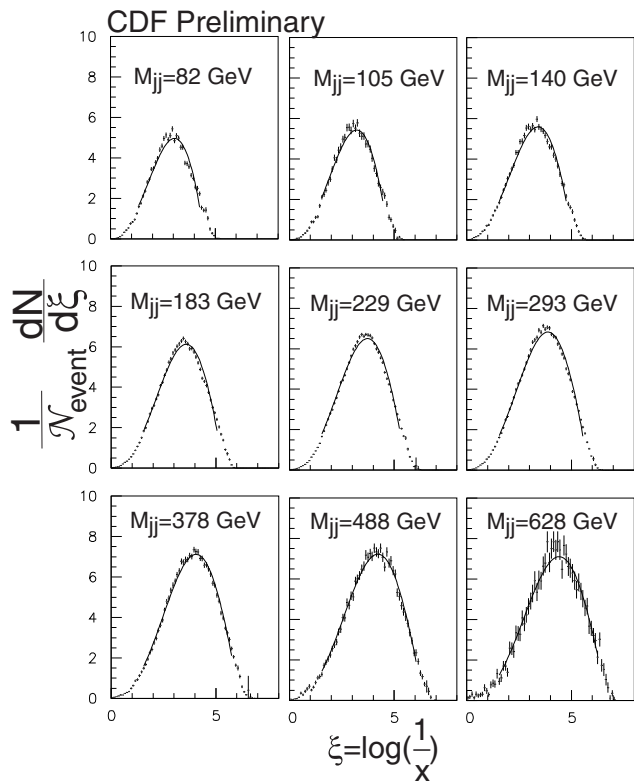 CDF Preliminary
10
8
6
4
2
0
M_jj=82 GeV
M_jj=105 GeV
M_jj=140 GeV
10
8
6
4
2
0
M_jj=183 GeV
M_jj=229 GeV
M_jj=293 GeV
10
8
6
4
2
0
M_jj=378 GeV
M_jj=488 GeV
M_jj=628 GeV
0 5 0 5 0 5
1/𝒩_event dN/dξ
ξ=log(1/x)